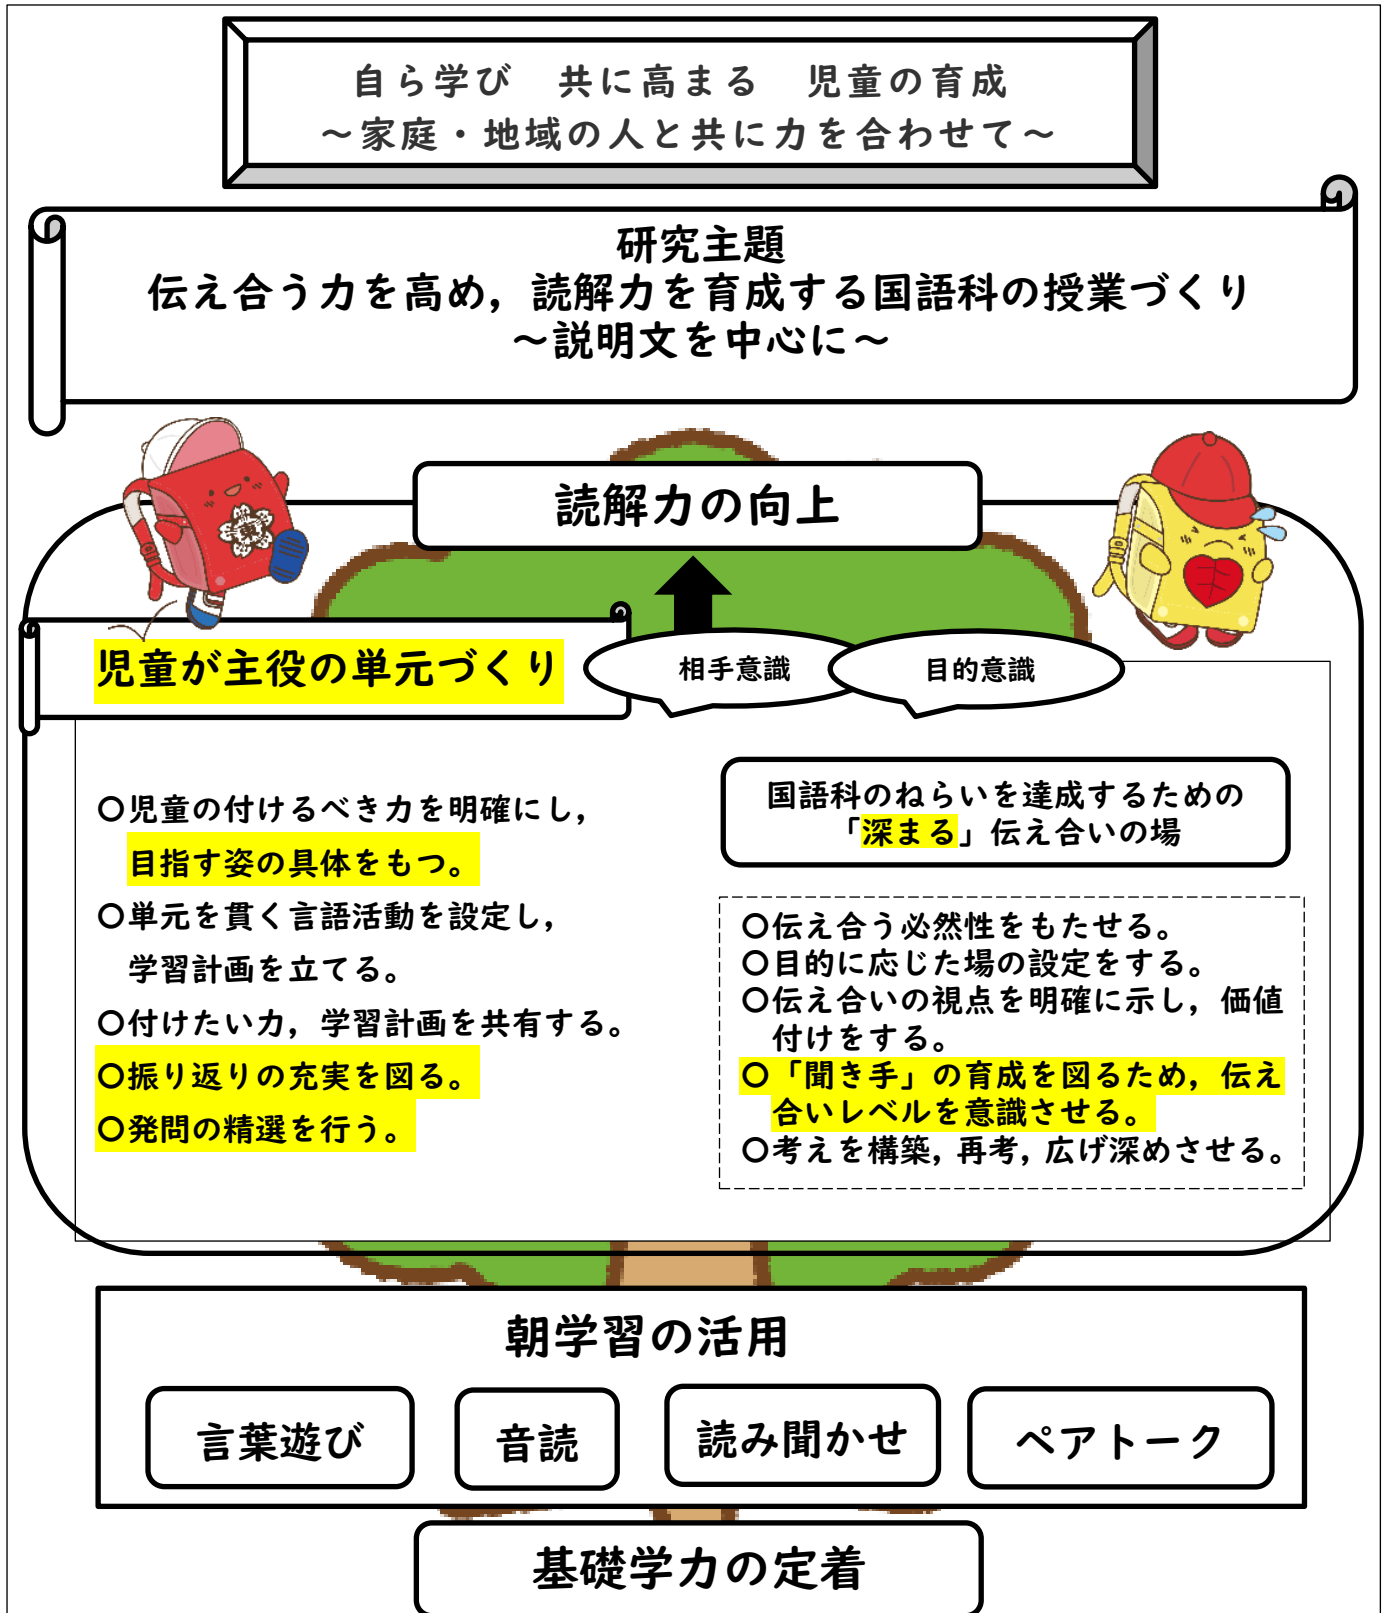 自ら学び　共に高まる　児童の育成
～家庭・地域の人と共に力を合わせて～
研究主題
伝え合う力を高め，読解力を育成する国語科の授業づくり
～説明文を中心に～
読解力の向上
東
児童が主役の単元づくり
相手意識
目的意識
〇児童の付けるべき力を明確にし，
目指す姿の具体をもつ。
〇単元を貫く言語活動を設定し，
学習計画を立てる。
〇付けたい力，学習計画を共有する。
〇振り返りの充実を図る。
〇発問の精選を行う。
国語科のねらいを達成するための
「深まる」伝え合いの場
〇伝え合う必然性をもたせる。
〇目的に応じた場の設定をする。
〇伝え合いの視点を明確に示し，価値
付けをする。
〇「聞き手」の育成を図るため，伝え
合いレベルを意識させる。
〇考えを構築，再考，広げ深めさせる。
朝学習の活用
言葉遊び
音読
読み聞かせ
ペアトーク
基礎学力の定着